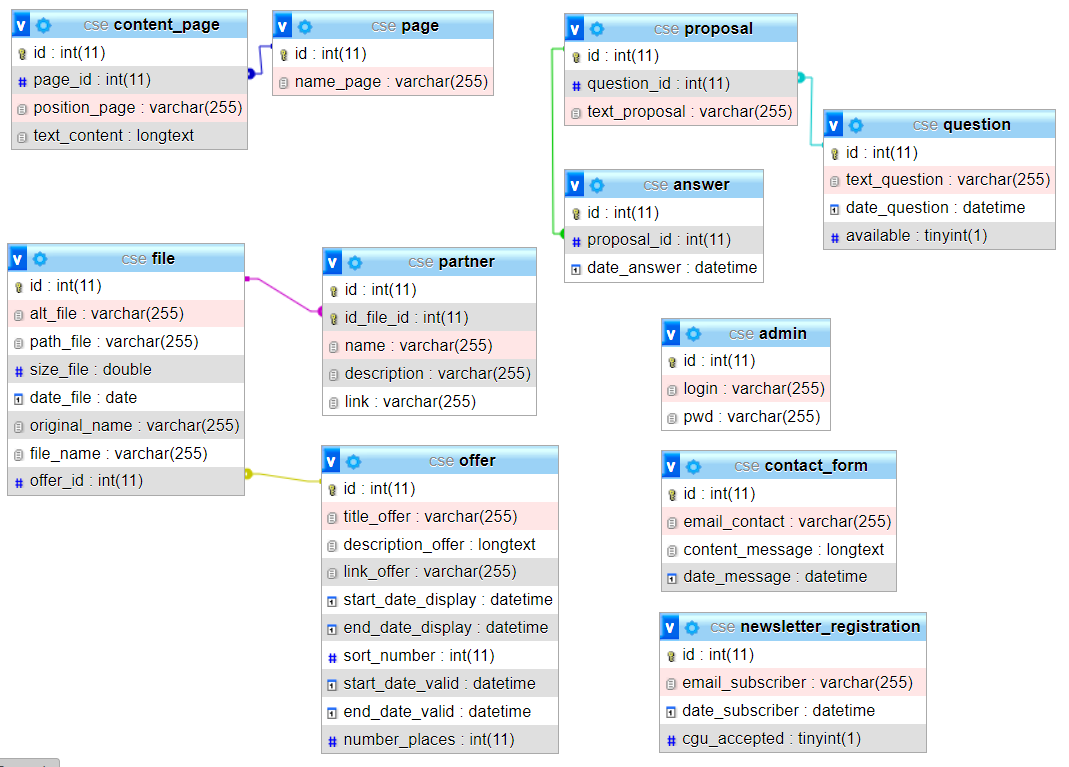 v cse content_page
id : int(11)
page_id : int(11)
position_page : varchar(255)
text_content : longtext
v cse page
id : int(11)
name_page : varchar(255)
v cse proposal
id : int(11)
question_id : int(11)
text_proposal : varchar(255)
v cse question
id : int(11)
text_question : varchar(255)
date_question : datetime
available : tinyint(1)
v cse answer
id : int(11)
proposal_id : int(11)
date_answer : datetime
v cse file
id : int(11)
alt_file : varchar(255)
path_file : varchar(255)
size_file : double
date_file : date
original_name : varchar(255)
file_name : varchar(255)
offer_id : int(11)
v cse partner
id : int(11)
id_file_id : int(11)
name : varchar(255)
description : varchar(255)
link : varchar(255)
v cse admin
id : int(11)
login : varchar(255)
pwd : varchar(255)
v cse offer
id : int(11)
title_offer : varchar(255)
description_offer : longtext
link_offer : varchar(255)
start_date_display : datetime
end_date_display : datetime
sort_number : int(11)
start_date_valid : datetime
end_date_valid : datetime
number_places : int(11)
v cse contact_form
id : int(11)
email_contact : varchar(255)
content_message : longtext
date_message : datetime
v cse newsletter_registration
id : int(11)
email_subscriber : varchar(255)
date_subscriber : datetime
cgu_accepted : tinyint(1)